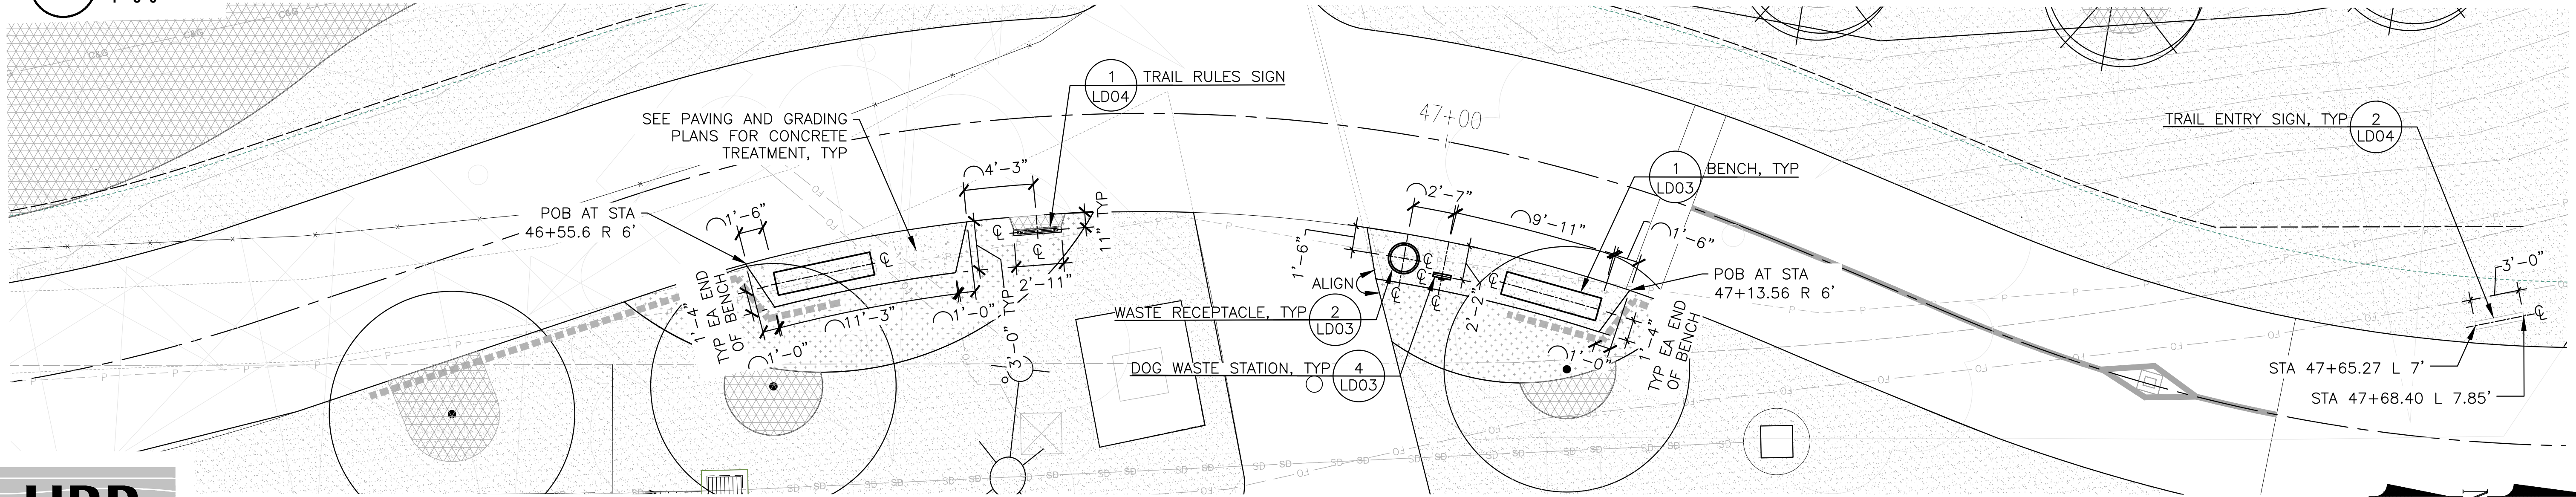 C&G
C&G
1
LD04
TRAIL RULES SIGN
SEE PAVING AND GRADING
PLANS FOR CONCRETE
TREATMENT, TYP
47+00
TRAIL ENTRY SIGN, TYP
2
LD04
4'-3"
1
LD03
BENCH, TYP
POB AT STA
46+55.6 R 6'
1'-6"
11" TYP
2'-11"
2'-7"
9'-11"
1'-6"
1'-6"
ALIGN
POB AT STA
47+13.56 R 6'
3'-0"
1'-4"
TYP EA END
OF BENCH
11'-3"
1'-0"
1'-0"
3'-0" TYP
WASTE RECEPTACLE, TYP
2
LD03
2'-2"
1'-0"
1'-4"
TYP EA END
OF BENCH
DOG WASTE STATION, TYP
4
LD03
STA 47+65.27 L 7'
STA 47+68.40 L 7.85'
FO
FO
P
P
SD
SD